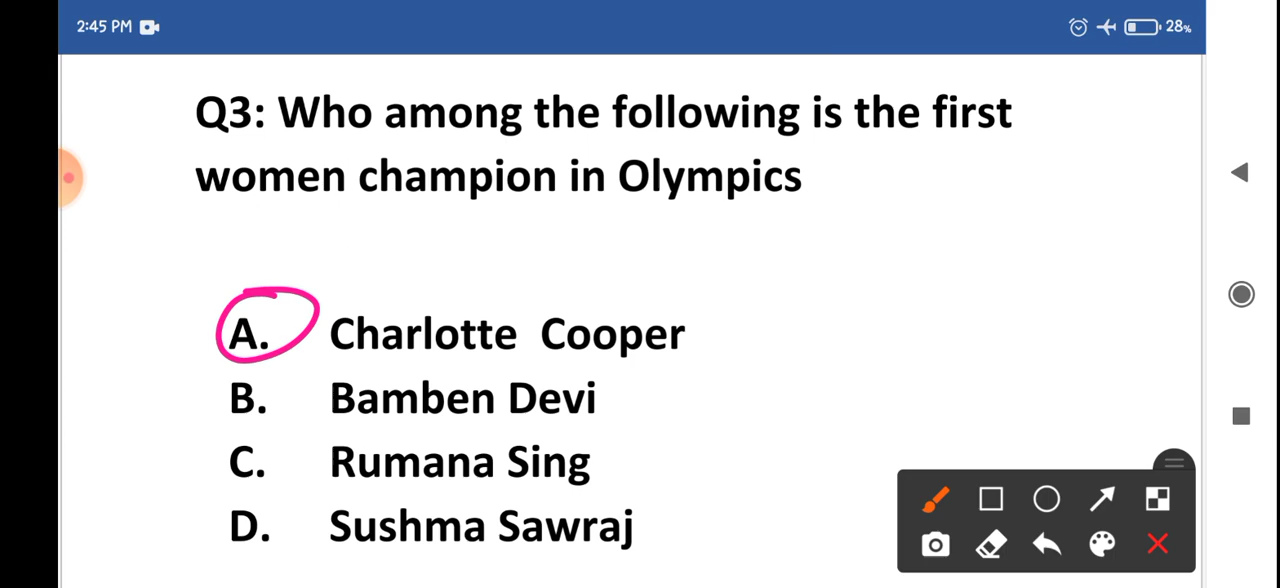 2:45 PM 28%
Q3: Who among the following is the first
women champion in Olympics
A. Charlotte Cooper
B. Bamben Devi
C. Rumana Sing
D. Sushma Sawraj